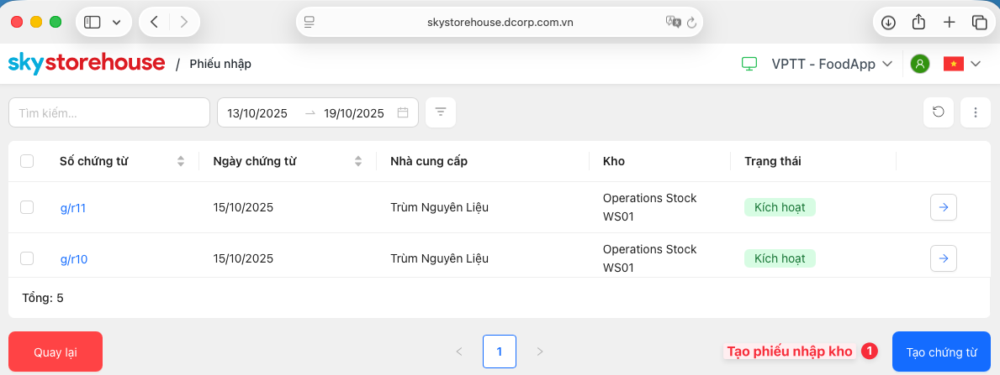 skystorehouse.dcorp.com.vn
skystorehouse / Phiếu nhập
VPTT - FoodApp
Tìm kiếm...
13/10/2025 → 19/10/2025
Số chứng từ Ngày chứng từ Nhà cung cấp Kho Trạng thái
g/r11 15/10/2025 Trùm Nguyên Liệu Operations Stock WS01 Kích hoạt
g/r10 15/10/2025 Trùm Nguyên Liệu Operations Stock WS01 Kích hoạt
Tổng: 5
Quay lại
1
Tạo phiếu nhập kho 1
Tạo chứng từ